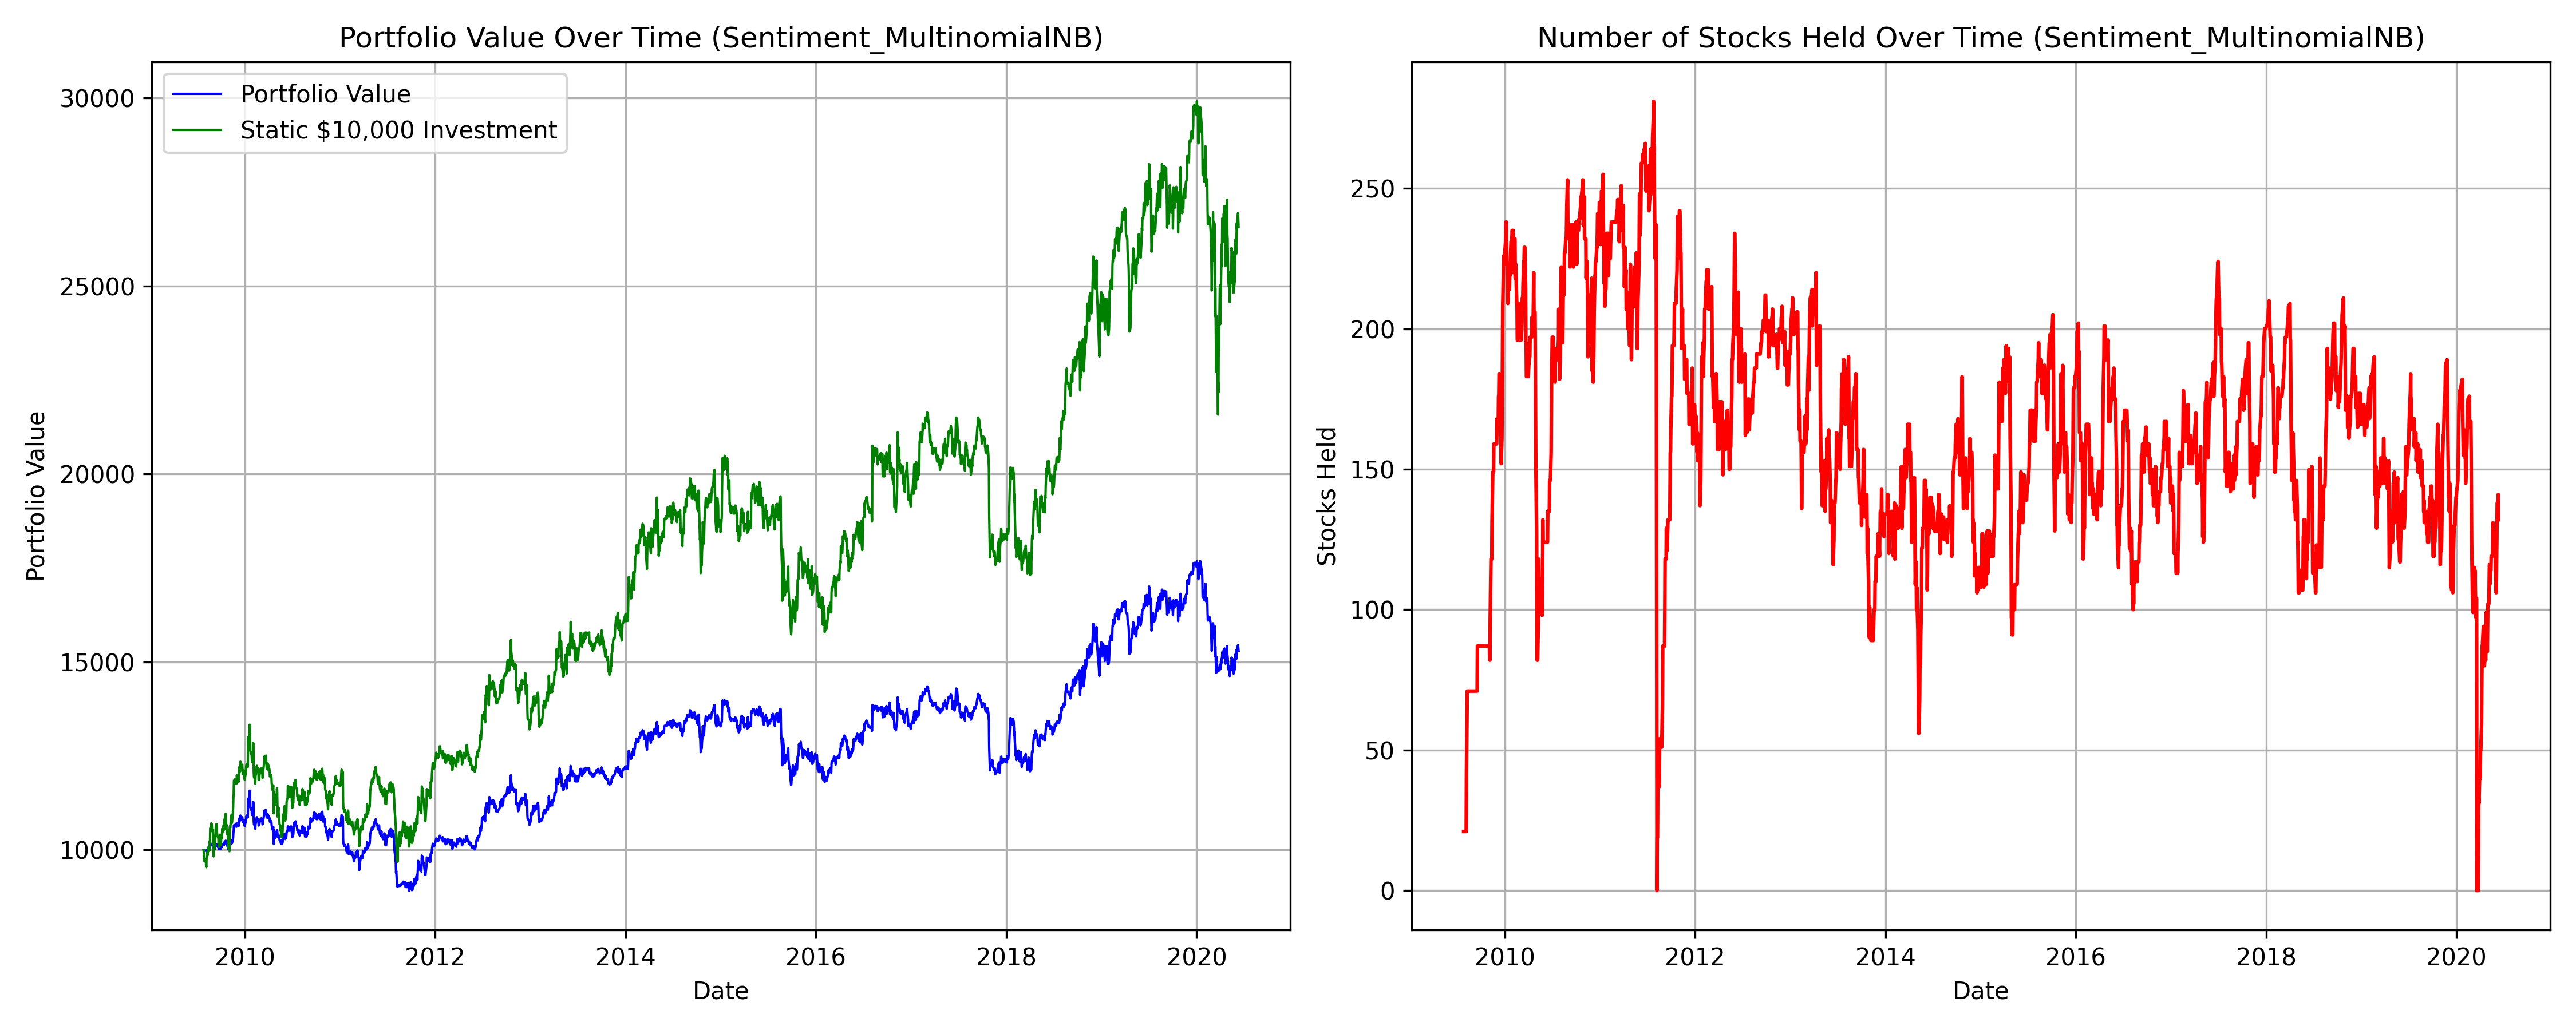 Portfolio Value Over Time (Sentiment_MultinomialNB)
Portfolio Value
Static $10,000 Investment
30000
25000
20000
15000
10000
Portfolio Value
2010 2012 2014 2016 2018 2020
Date
Number of Stocks Held Over Time (Sentiment_MultinomialNB)
250
200
150
100
50
0
Stocks Held
2010 2012 2014 2016 2018 2020
Date